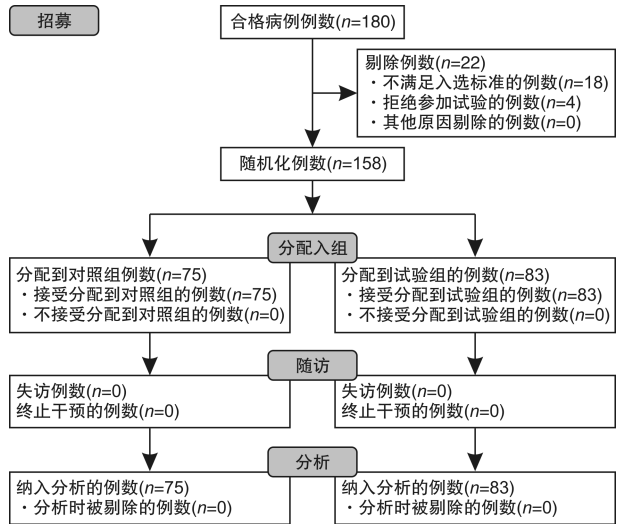 招募
合格病例例数(n=180)
剔除例数(n=22)
·不满足入选标准的例数(n=18)
·拒绝参加试验的例数(n=4)
·其他原因剔除的例数(n=0)
随机化例数(n=158)
分配入组
分配到对照组例数(n=75)
·接受分配到对照组的例数(n=75)
·不接受分配到对照组的例数(n=0)
分配到试验组的例数(n=83)
·接受分配到试验组的例数(n=83)
·不接受分配到试验组的例数(n=0)
随访
失访例数(n=0)
终止干预的例数(n=0)
失访例数(n=0)
终止干预的例数(n=0)
分析
纳入分析的例数(n=75)
·分析时被剔除的例数(n=0)
纳入分析的例数(n=83)
·分析时被剔除的例数(n=0)